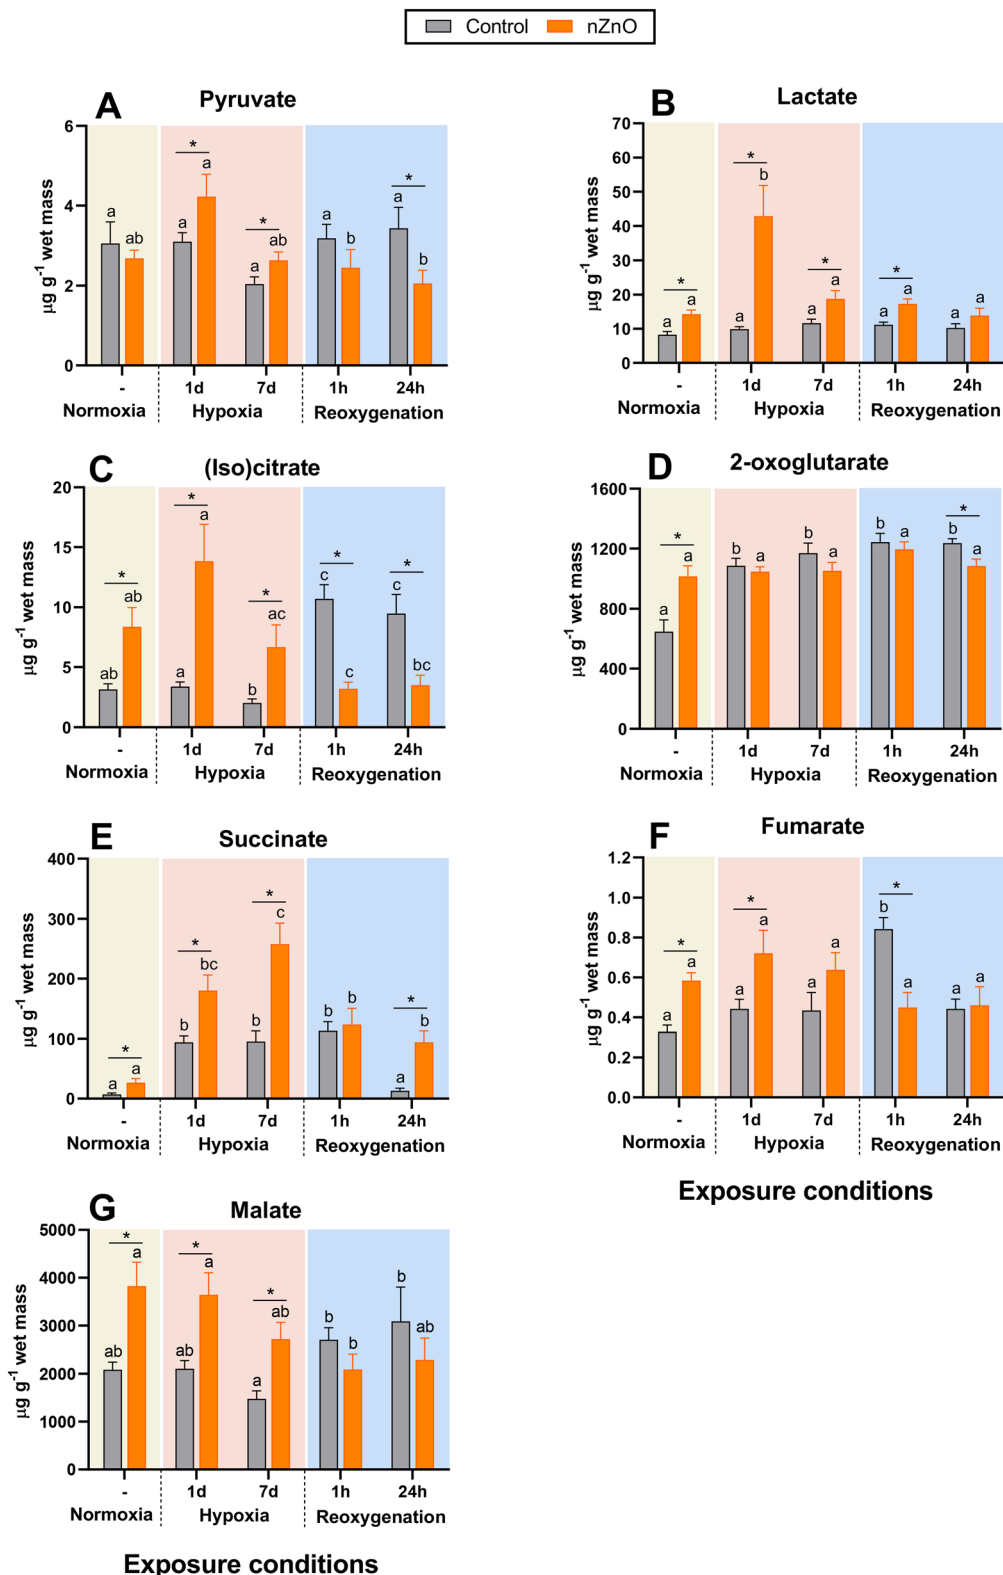 Control nZnO
A Pyruvate
μg g-1 wet mass
6
4
2
0
a ab a * a a * ab a b a * b
- 1d 7d 1h 24h
Normoxia Hypoxia Reoxygenation
B Lactate
μg g-1 wet mass
70
60
50
40
30
20
10
0
a * a a * b a * a a * a a a
- 1d 7d 1h 24h
Normoxia Hypoxia Reoxygenation
C (Iso)citrate
μg g-1 wet mass
20
15
10
5
0
ab * ab a * a b * ac c * c c * bc
- 1d 7d 1h 24h
Normoxia Hypoxia Reoxygenation
D 2-oxoglutarate
μg g-1 wet mass
1600
1200
800
400
0
a * a b a b a b a b * a
- 1d 7d 1h 24h
Normoxia Hypoxia Reoxygenation
E Succinate
μg g-1 wet mass
400
300
200
100
0
a * a b * bc b * c b b a * b
- 1d 7d 1h 24h
Normoxia Hypoxia Reoxygenation
F Fumarate
μg g-1 wet mass
1.2
1.0
0.8
0.6
0.4
0.2
0.0
a * a a * a a a b * a a a
- 1d 7d 1h 24h
Normoxia Hypoxia Reoxygenation
Exposure conditions
G Malate
μg g-1 wet mass
5000
4000
3000
2000
1000
0
ab * a ab * a a * ab b b b ab
- 1d 7d 1h 24h
Normoxia Hypoxia Reoxygenation
Exposure conditions